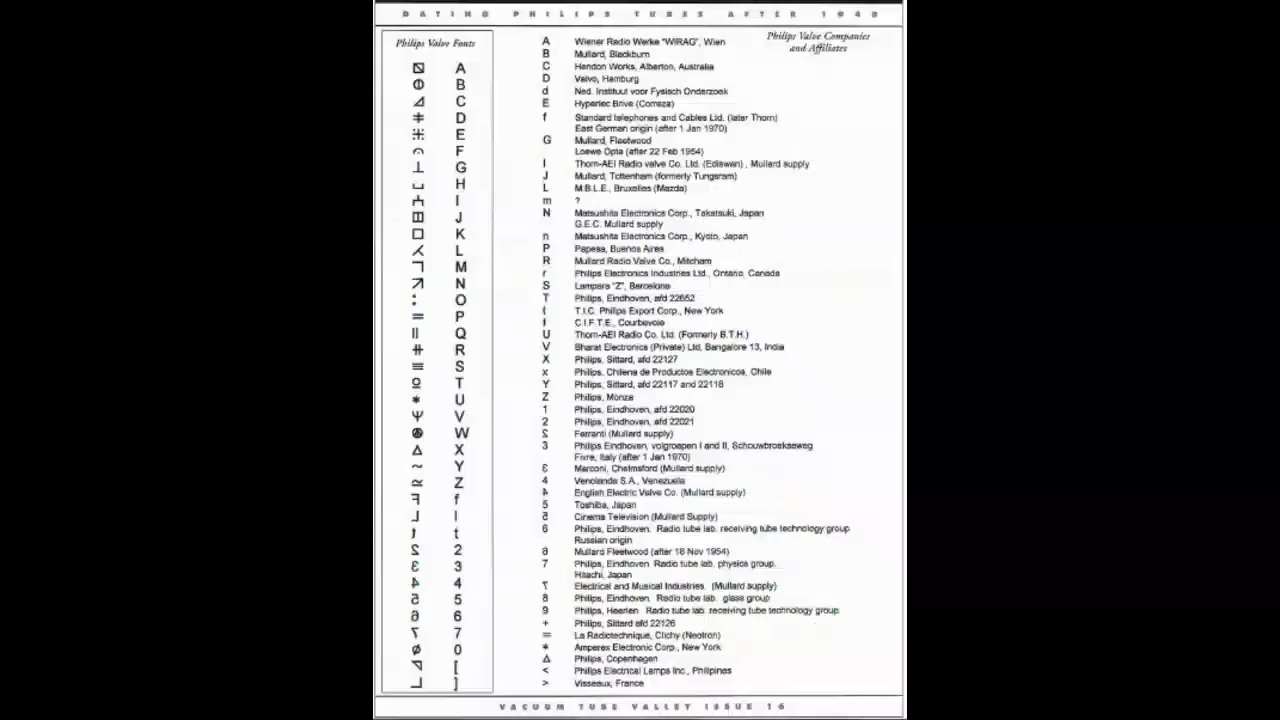 DATING PHILIPS TUBES AFTER 1948
Philips Valve Fonts
A
B
C
D
E
F
G
H
I
J
K
L
M
N
O
= P
Q
R
≡ S
T
* U
Ψ V
W
Δ X
~ Y
≃ Z
f
l
t
2
3
4
5
6
7
0
[
]
Philips Valve Companies
and Affiliates
A Wiener Radio Werke "WIRAG", Wien
B Mullard, Blackburn
C Hendon Works, Alberton, Australia
D Valvo, Hamburg
d Ned. Instituut voor Fysisch Onderzoek
E Hyperlec Brive (Correza)
f Standard telephones and Cables Ltd. (later Thorn)
East German origin (after 1 Jan 1970)
G Mullard, Fleetwood
Loewe Opta (after 22 Feb 1954)
I Thorn-AEI Radio valve Co. Ltd. (Ediswan) , Mullard supply
J Mullard, Tottenham (formerly Tungsram)
L M.B.L.E., Bruxelles (Mazda)
m ?
N Matsushita Electronics Corp., Takatsuki, Japan
G.E.C. Mullard supply
n Matsushita Electronics Corp., Kyoto, Japan
P Papesa, Buenos Aires
R Mullard Radio Valve Co., Mitcham
r Philips Electronics Industries Ltd., Ontario, Canada
S Lampara "Z", Barcelona
T Philips, Eindhoven, afd 22652
t T.I.C. Philips Export Corp., New York
C.I.F.T.E., Courbevoie
U Thorn-AEI Radio Co. Ltd. (Formerly B.T.H.)
V Bharat Electronics (Private) Ltd, Bangalore 13, India
X Philips, Sittard, afd 22127
x Philips, Chilena de Productos Electronicos, Chile
Y Philips, Sittard, afd 22117 and 22118
Z Philips, Monza
1 Philips, Eindhoven, afd 22020
2 Philips, Eindhoven, afd 22021
Ferranti (Mullard supply)
3 Philips Eindhoven, volgroepen I and II, Schouwbroekseweg
Fivre, Italy (after 1 Jan 1970)
Marconi, Chelmsford (Mullard supply)
4 Venolanda S.A., Venezuela
English Electric Valve Co. (Mullard supply)
5 Toshiba, Japan
Cinema Television (Mullard Supply)
6 Philips, Eindhoven. Radio tube lab. receiving tube technology group
Russian origin
Mullard Fleetwood (after 18 Nov 1954)
7 Philips, Eindhoven Radio tube lab. physics group.
Hitachi, Japan
Electrical and Musical Industries. (Mullard supply)
8 Philips, Eindhoven. Radio tube lab. glass group
9 Philips, Heerlen Radio tube lab. receiving tube technology group.
+ Philips, Sittard afd 22126
= La Radiotechnique, Clichy (Neotron)
* Amperex Electronic Corp., New York
Δ Philips, Copenhagen
< Philips Electrical Lamps Inc., Philipines
> Visseaux, France
VACUUM TUBE VALLEY ISSUE 16